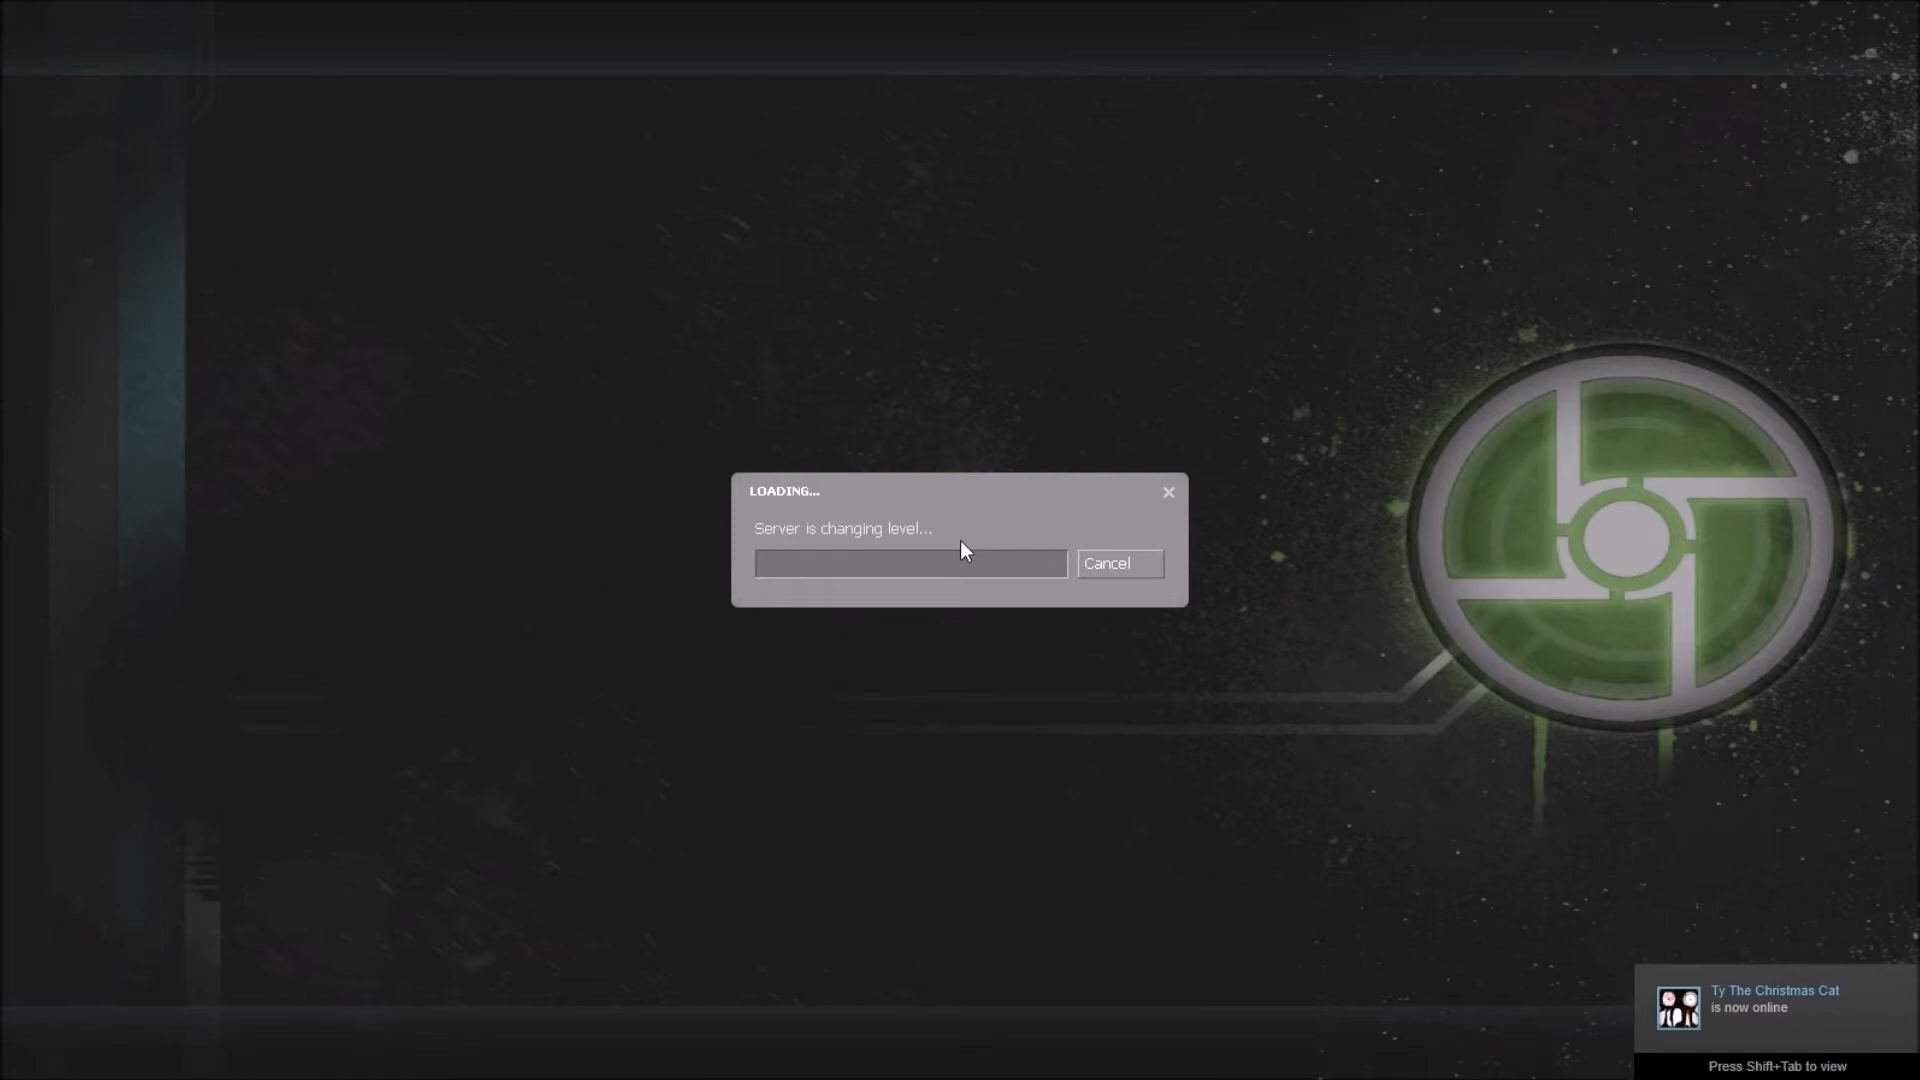 LOADING...
Server is changing level...
Cancel
Ty The Christmas Cat
is now online
Press Shift+Tab to view